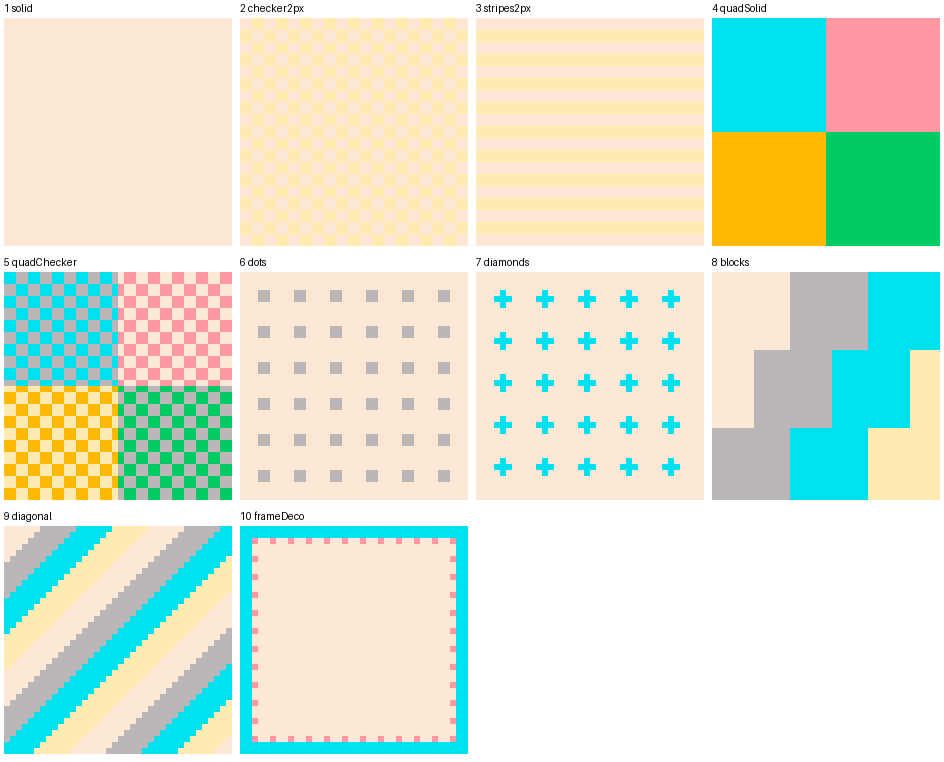 1 solid
2 checker2px
3 stripes2px
4 quadSolid
5 quadChecker
6 dots
7 diamonds
8 blocks
9 diagonal
10 frameDeco